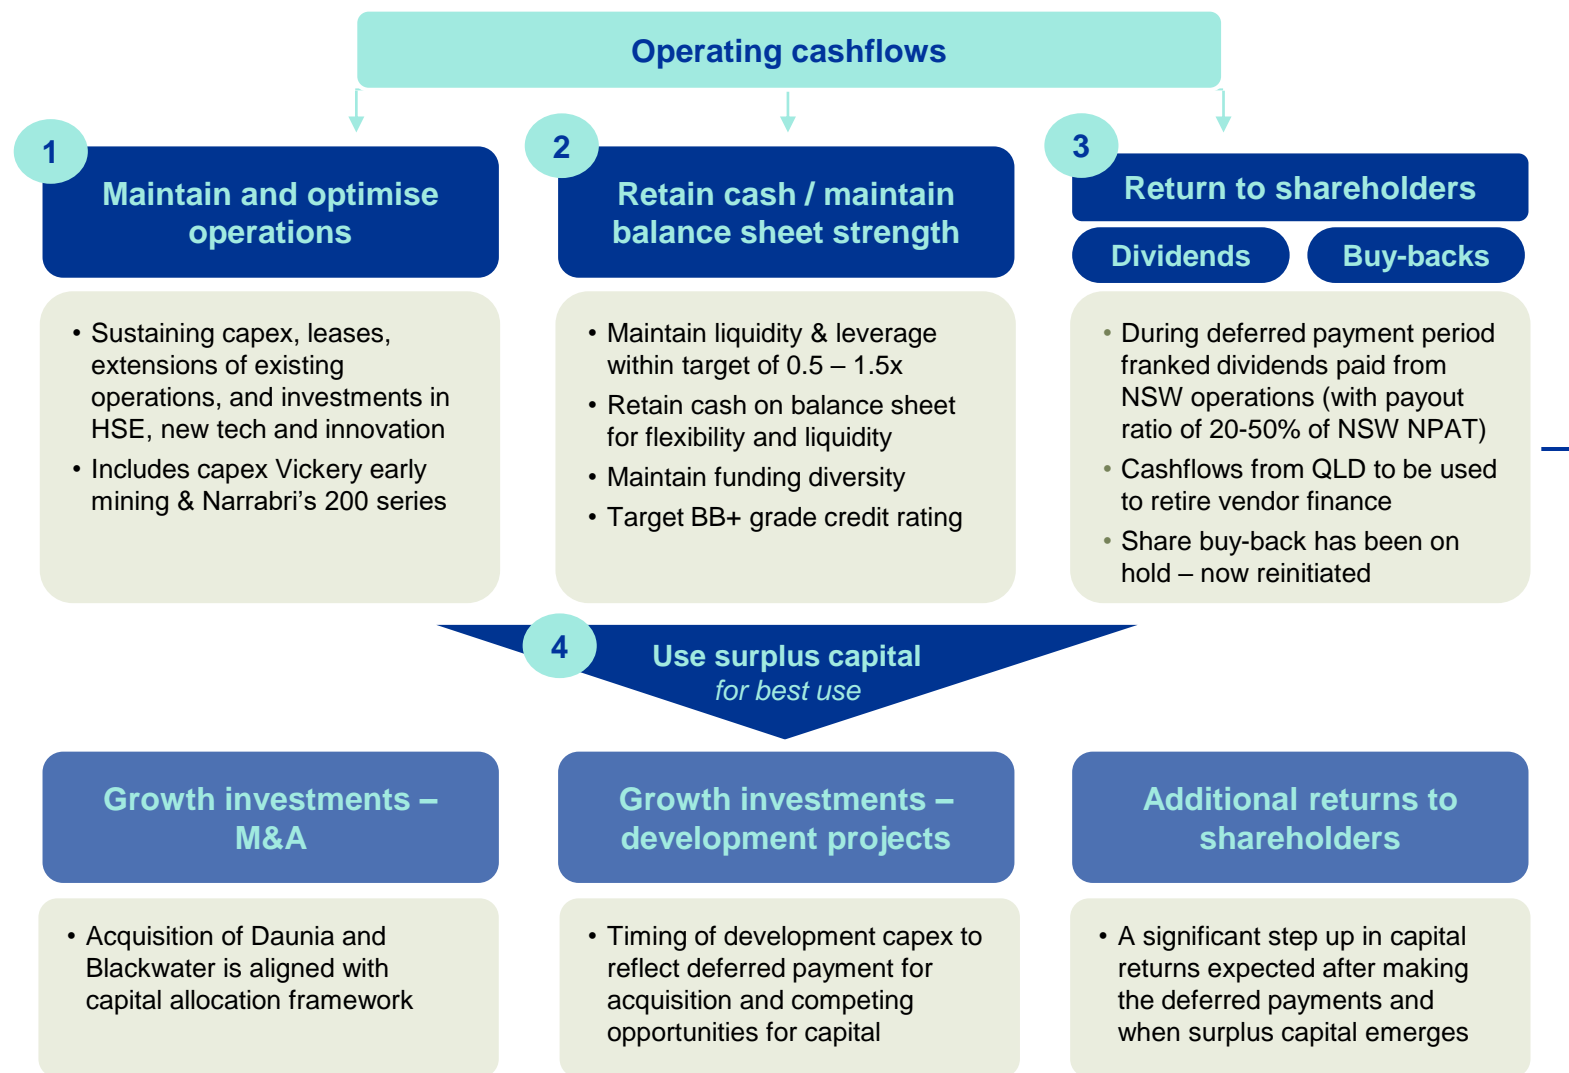 Operating cashflows
1
Maintain and optimise
operations
• Sustaining capex, leases,
extensions of existing
operations, and investments in
HSE, new tech and innovation
• Includes capex Vickery early
mining & Narrabri’s 200 series
2
Retain cash / maintain
balance sheet strength
• Maintain liquidity & leverage
within target of 0.5 – 1.5x
• Retain cash on balance sheet
for flexibility and liquidity
• Maintain funding diversity
• Target BB+ grade credit rating
3
Return to shareholders
Dividends
Buy-backs
• During deferred payment period
franked dividends paid from
NSW operations (with payout
ratio of 20-50% of NSW NPAT)
• Cashflows from QLD to be used
to retire vendor finance
• Share buy-back has been on
hold – now reinitiated
4
Use surplus capital
for best use
Growth investments –
M&A
• Acquisition of Daunia and
Blackwater is aligned with
capital allocation framework
Growth investments –
development projects
• Timing of development capex to
reflect deferred payment for
acquisition and competing
opportunities for capital
Additional returns to
shareholders
• A significant step up in capital
returns expected after making
the deferred payments and
when surplus capital emerges